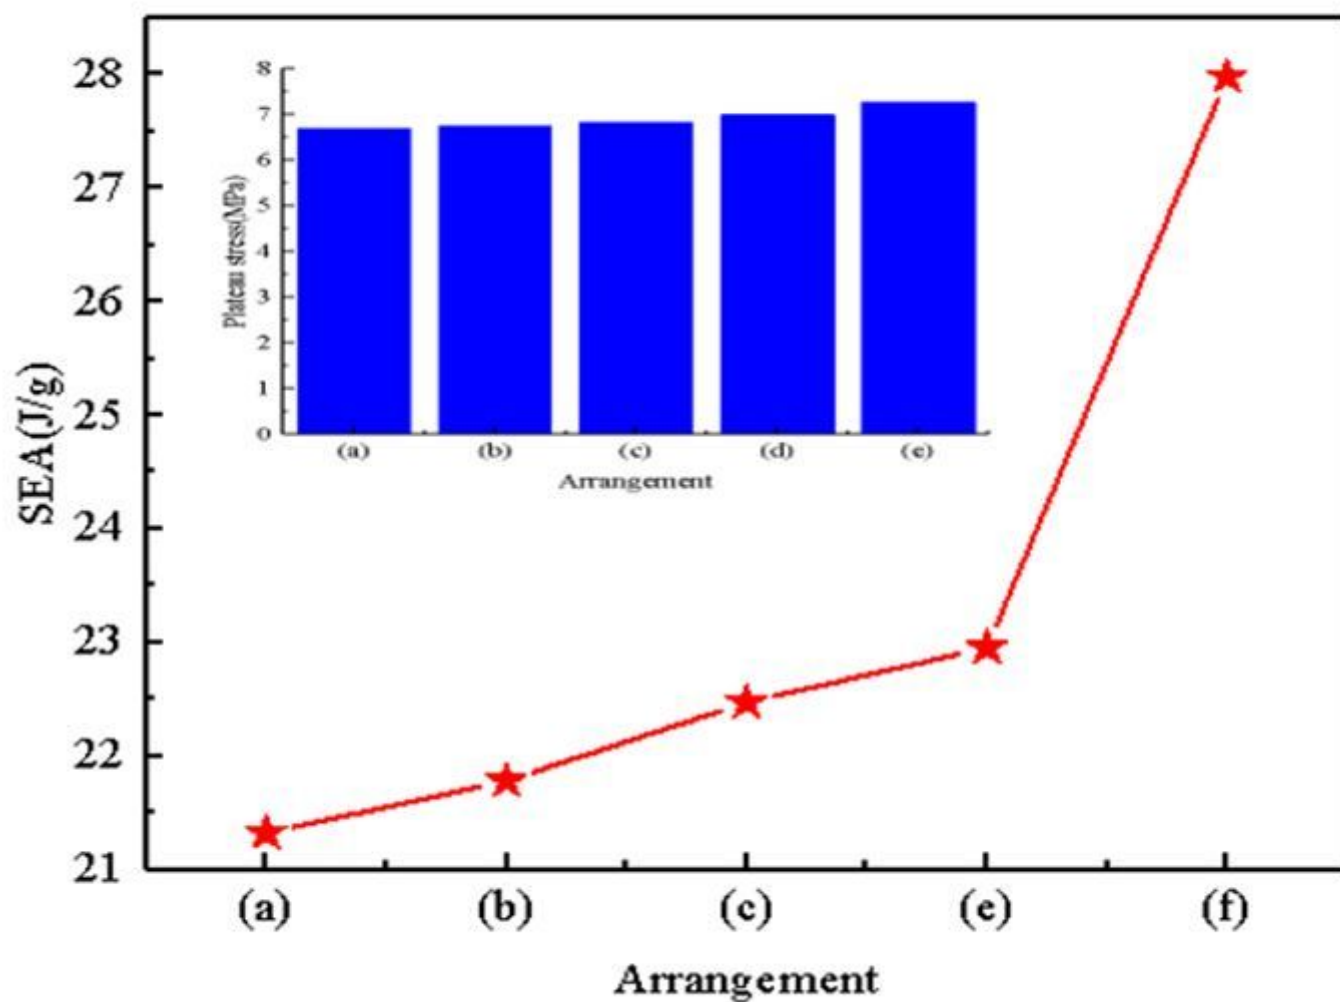 28
27
26
25
24
23
22
21
SEA(J/g)
8
7
6
5
4
3
2
1
0
Plateau stress(MPa)
(a) (b) (c) (d) (e)
Arrangement
(a) (b) (c) (e) (f)
Arrangement